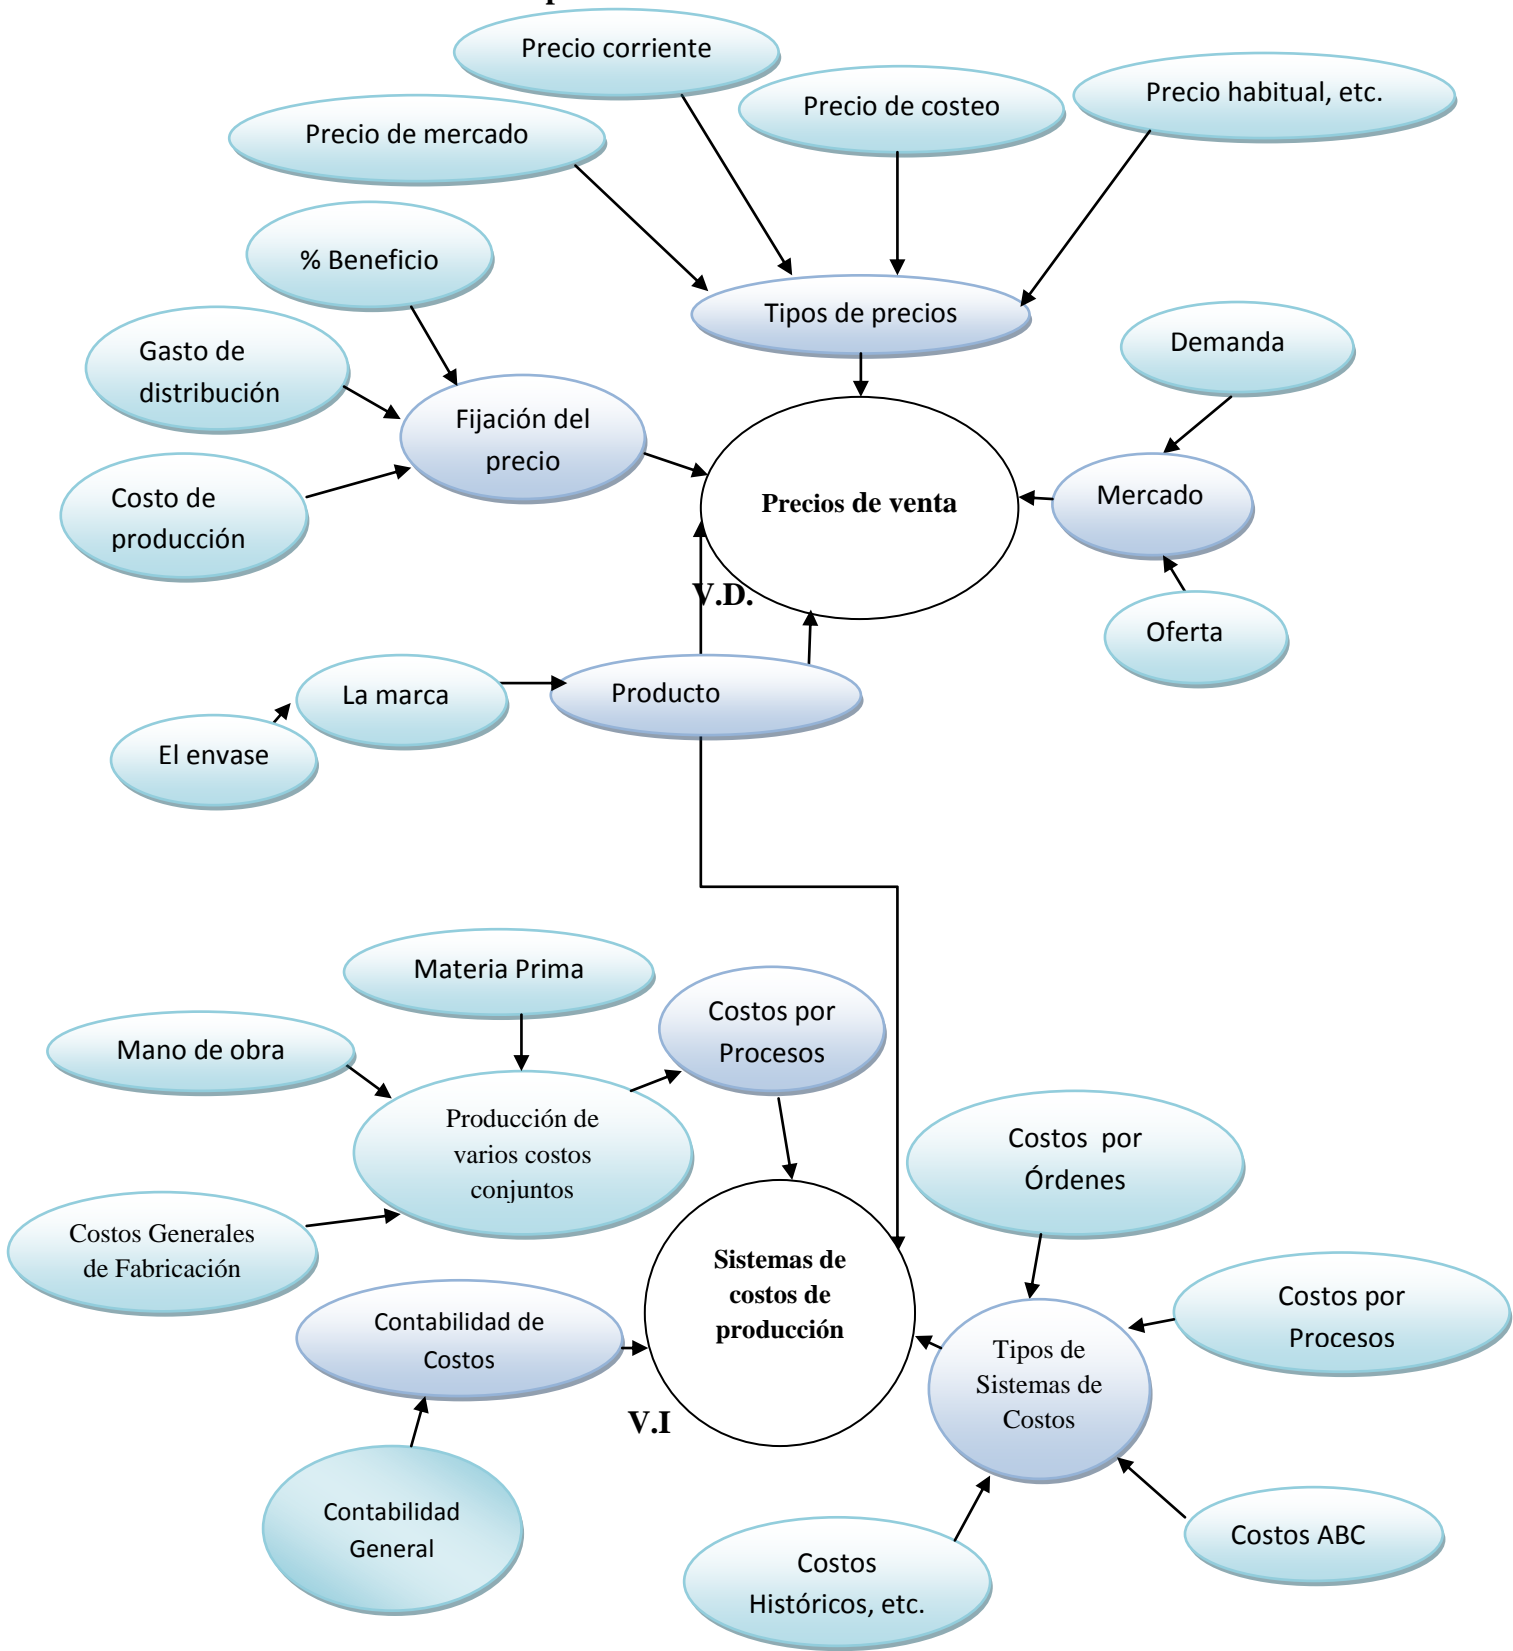 Precio corriente
Precio de costeo
Precio habitual, etc.
Precio de mercado
% Beneficio
Tipos de precios
Gasto de
distribución
Demanda
Fijación del
precio
Costo de
producción
Precios de venta
Mercado
V.D.
Oferta
La marca
Producto
El envase
Materia Prima
Costos por
Procesos
Mano de obra
Producción de
varios costos
conjuntos
Costos por
Órdenes
Costos Generales
de Fabricación
Sistemas de
costos de
producción
Costos por
Procesos
Contabilidad de
Costos
Tipos de
Sistemas de
Costos
V.I
Contabilidad
General
Costos ABC
Costos
Históricos, etc.